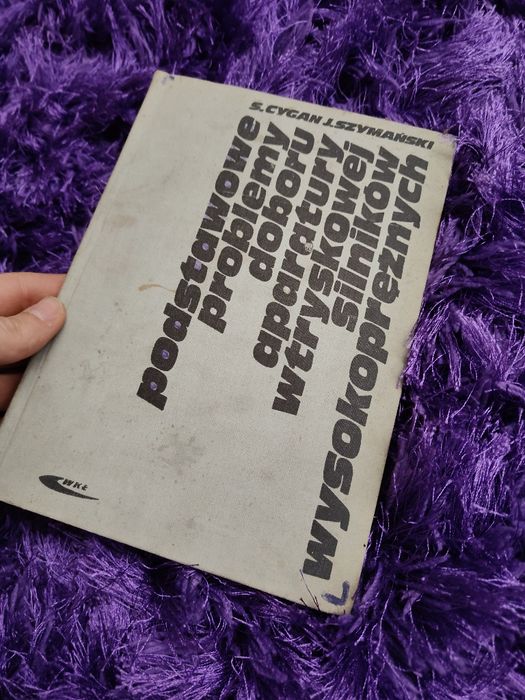 S. CYGAN J. SZYMAŃSKI
podstawowe
problemy
doboru
aparatury
wtryskowej
silników
wysokoprężnych
WKŁ
L